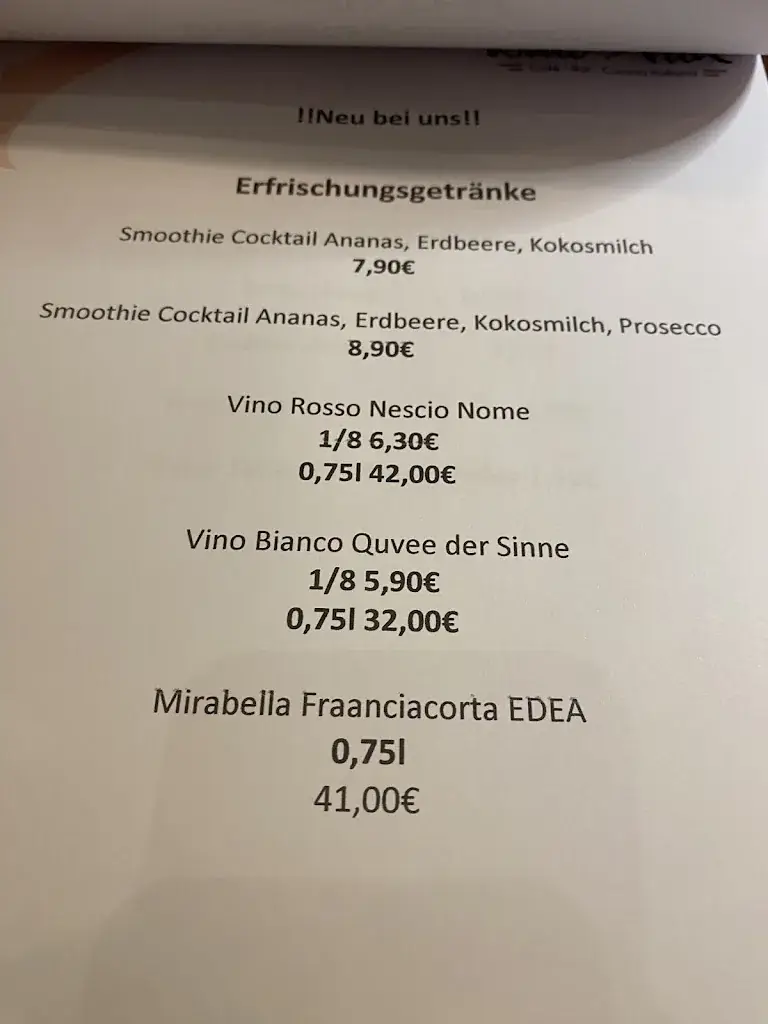 !!Neu bei uns!!
Erfrischungsgetränke
Smoothie Cocktail Ananas, Erdbeere, Kokosmilch
7,90€
Smoothie Cocktail Ananas, Erdbeere, Kokosmilch, Prosecco
8,90€
Vino Rosso Nescio Nome
1/8 6,30€
0,75l 42,00€
Vino Bianco Quvee der Sinne
1/8 5,90€
0,75l 32,00€
Mirabella Fraanciacorta EDEA
0,75l
41,00€